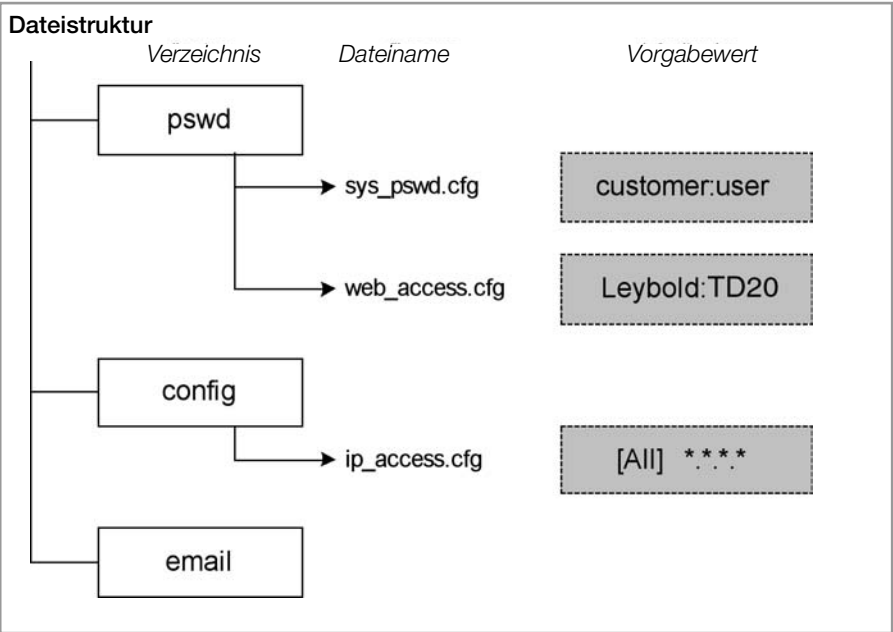 Dateistruktur
Verzeichnis Dateiname Vorgabewert
pswd
sys_pswd.cfg customer:user
web_access.cfg Leybold:TD20
config
ip_access.cfg [All] *.*.*.*
email